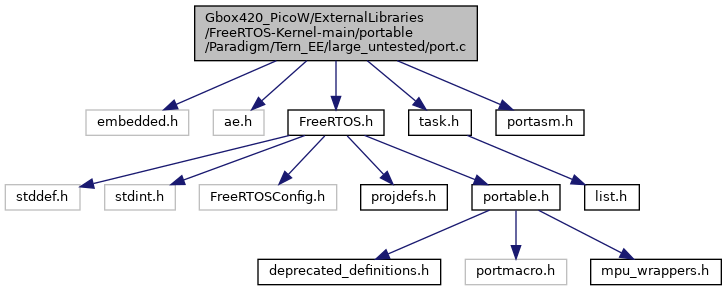 Gbox420_PicoW/ExternalLibraries
/FreeRTOS-Kernel-main/portable
/Paradigm/Tern_EE/large_untested/port.c
embedded.h ae.h FreeRTOS.h task.h portasm.h
stddef.h stdint.h FreeRTOSConfig.h projdefs.h portable.h list.h
deprecated_definitions.h portmacro.h mpu_wrappers.h